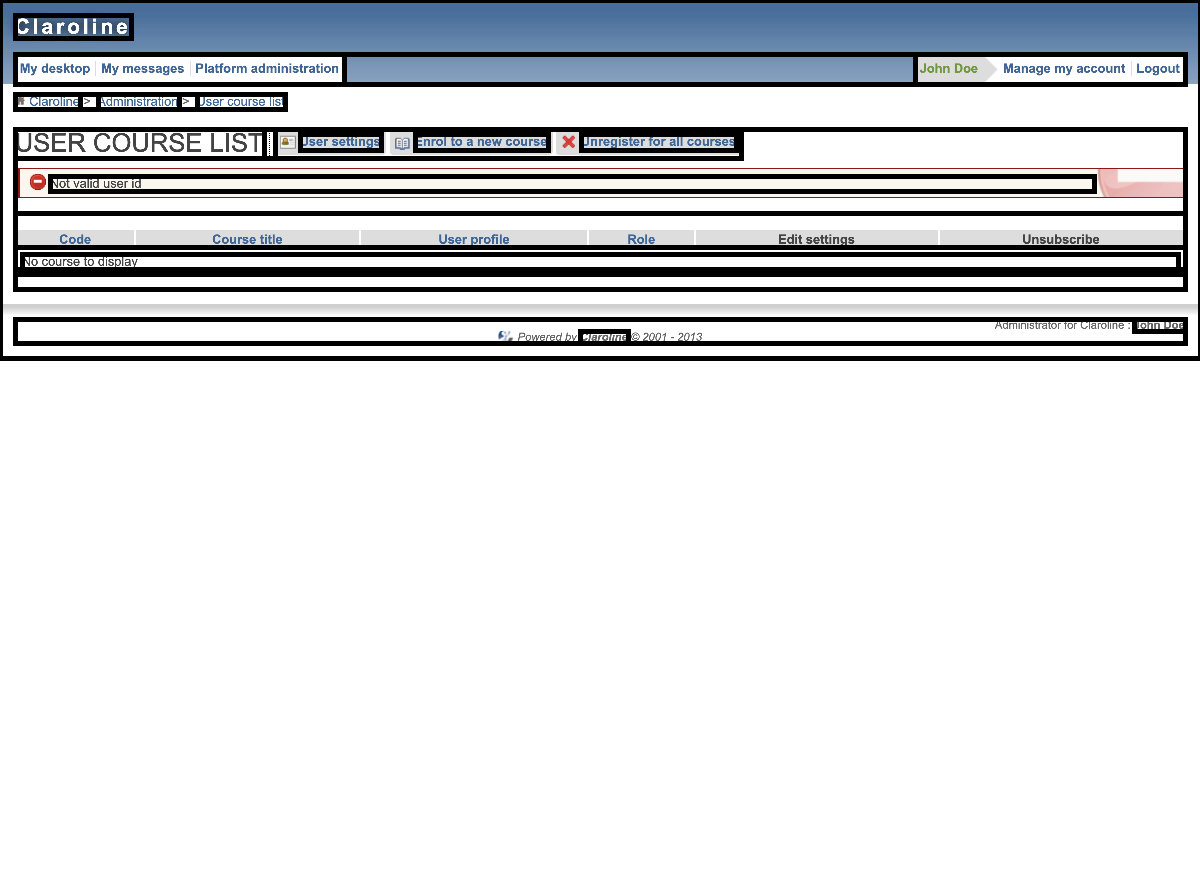 Claroline
My desktop My messages Platform administration John Doe Manage my account Logout
Claroline > Administration > User course list
USER COURSE LIST User settings Enrol to a new course Unregister for all courses
Not valid user id
Code Course title User profile Role Edit settings Unsubscribe
No course to display
Administrator for Claroline : John Doe
Powered by Claroline © 2001 - 2013